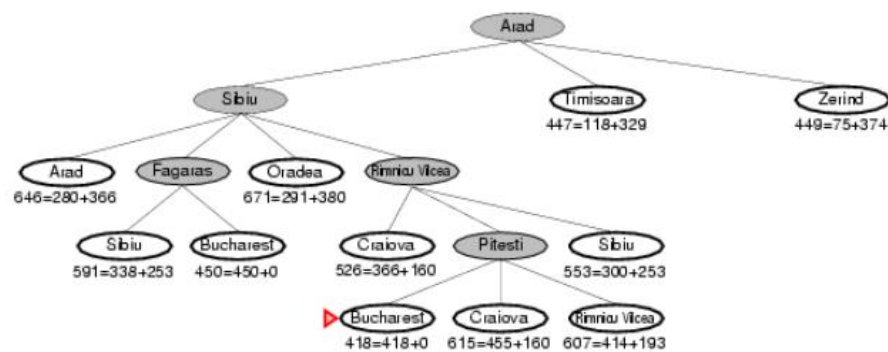 Arad
Sibiu Timisoara Zerind
447=118+329 449=75+374
Arad Fagaras Oradea Rimnicu Vilcea
646=280+366 671=291+380
Sibiu Bucharest Craiova Pitesti Sibiu
591=338+253 450=450+0 526=366+160 553=300+253
Bucharest Craiova Rimnicu Vilcea
418=418+0 615=455+160 607=414+193